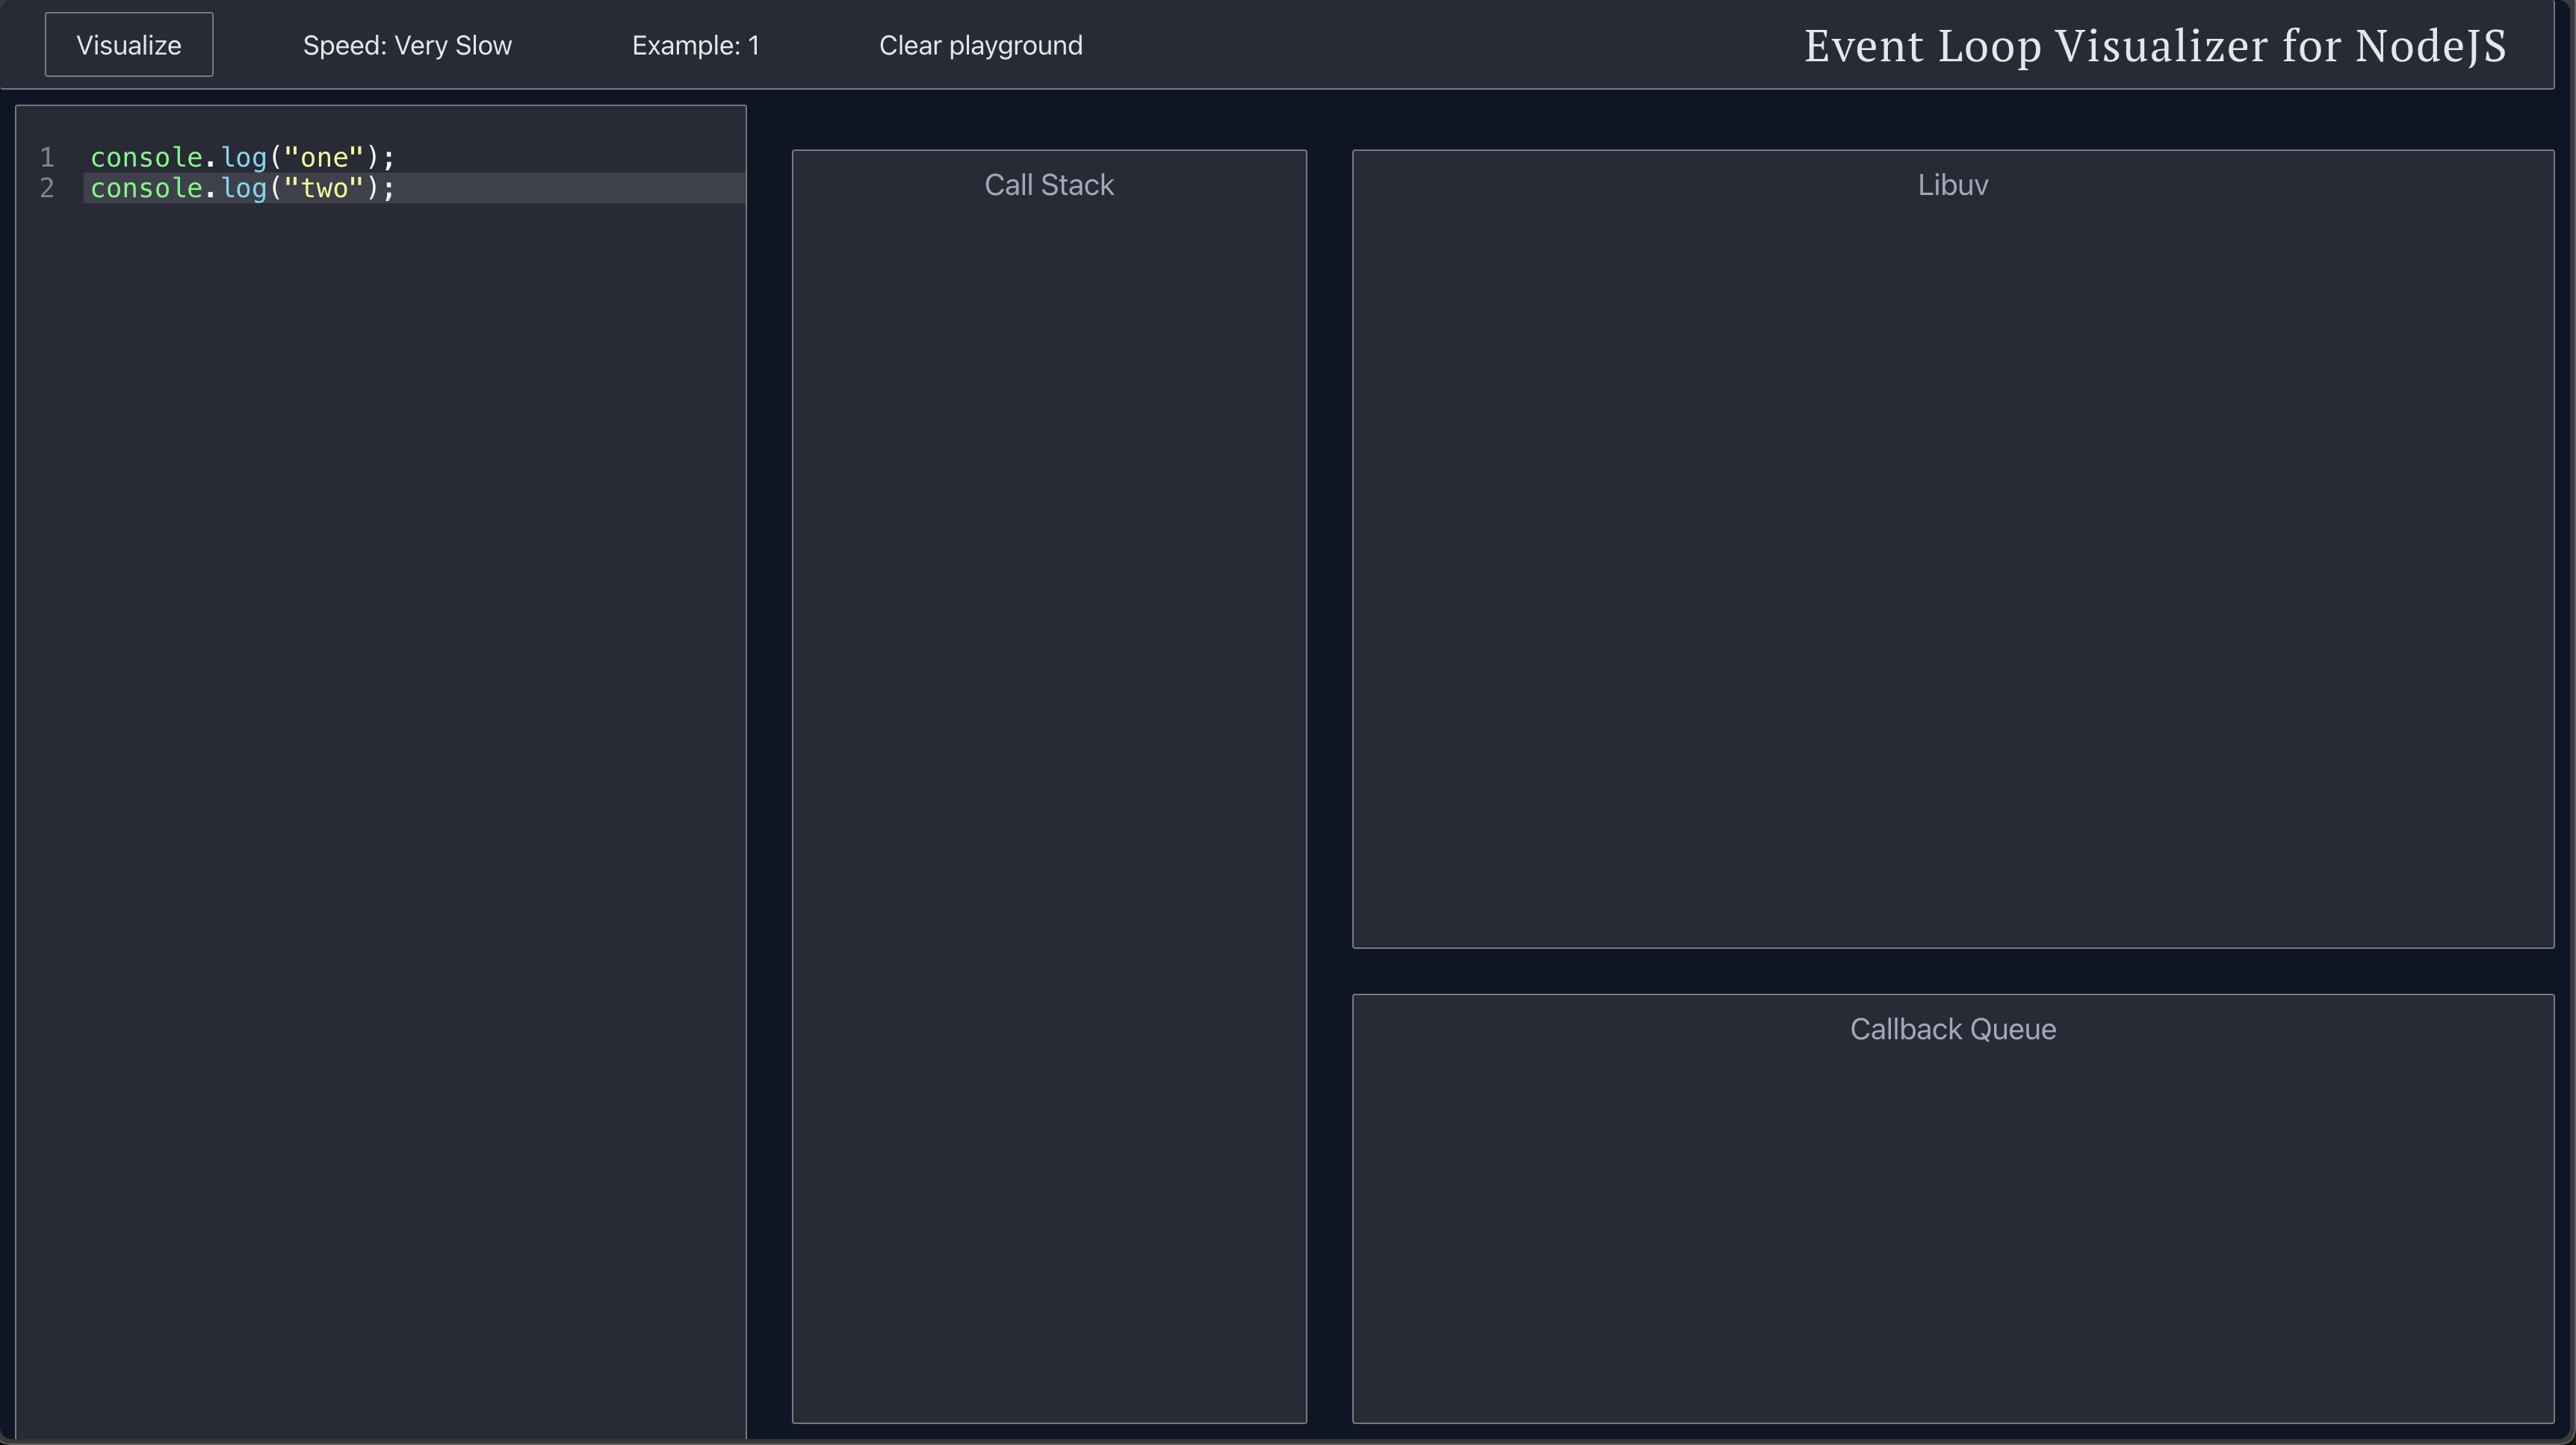 Visualize
Speed: Very Slow
Example: 1
Clear playground
Event Loop Visualizer for NodeJS
1 console.log("one");
2 console.log("two");
Call Stack
Libuv
Callback Queue